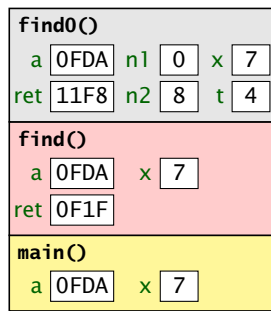 find0()
a 0FDA n1 0 x 7
ret 11F8 n2 8 t 4
find()
a 0FDA x 7
ret 0F1F
main()
a 0FDA x 7